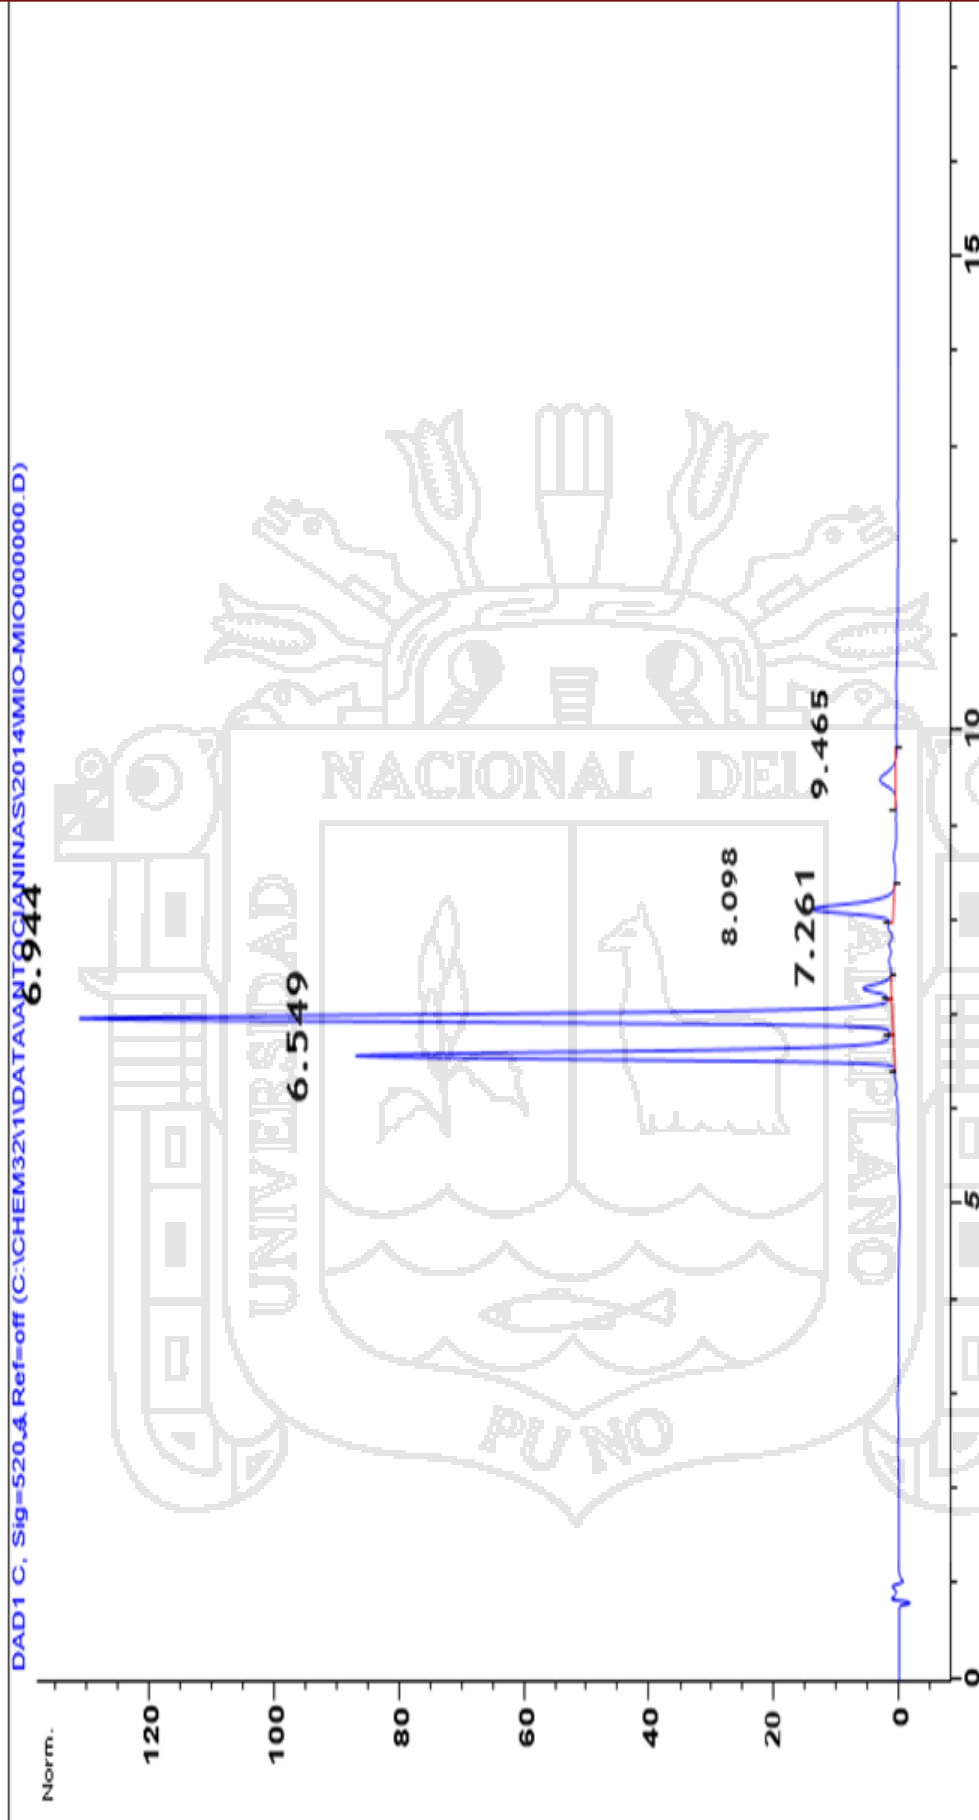 DAD1 C, Sig=520,4 Ref=off (C:\CHEM32\1\DATA\ANTOCIANINAS\2014\MIO-MIO0000000.D)
Norm.
6.944
120
100
80
60
40
20
0
6.549
7.261
8.098
9.465
0
5
10
15
UNIVERSIDAD
NACIONAL DEL
ALTIPLANO
PUNO